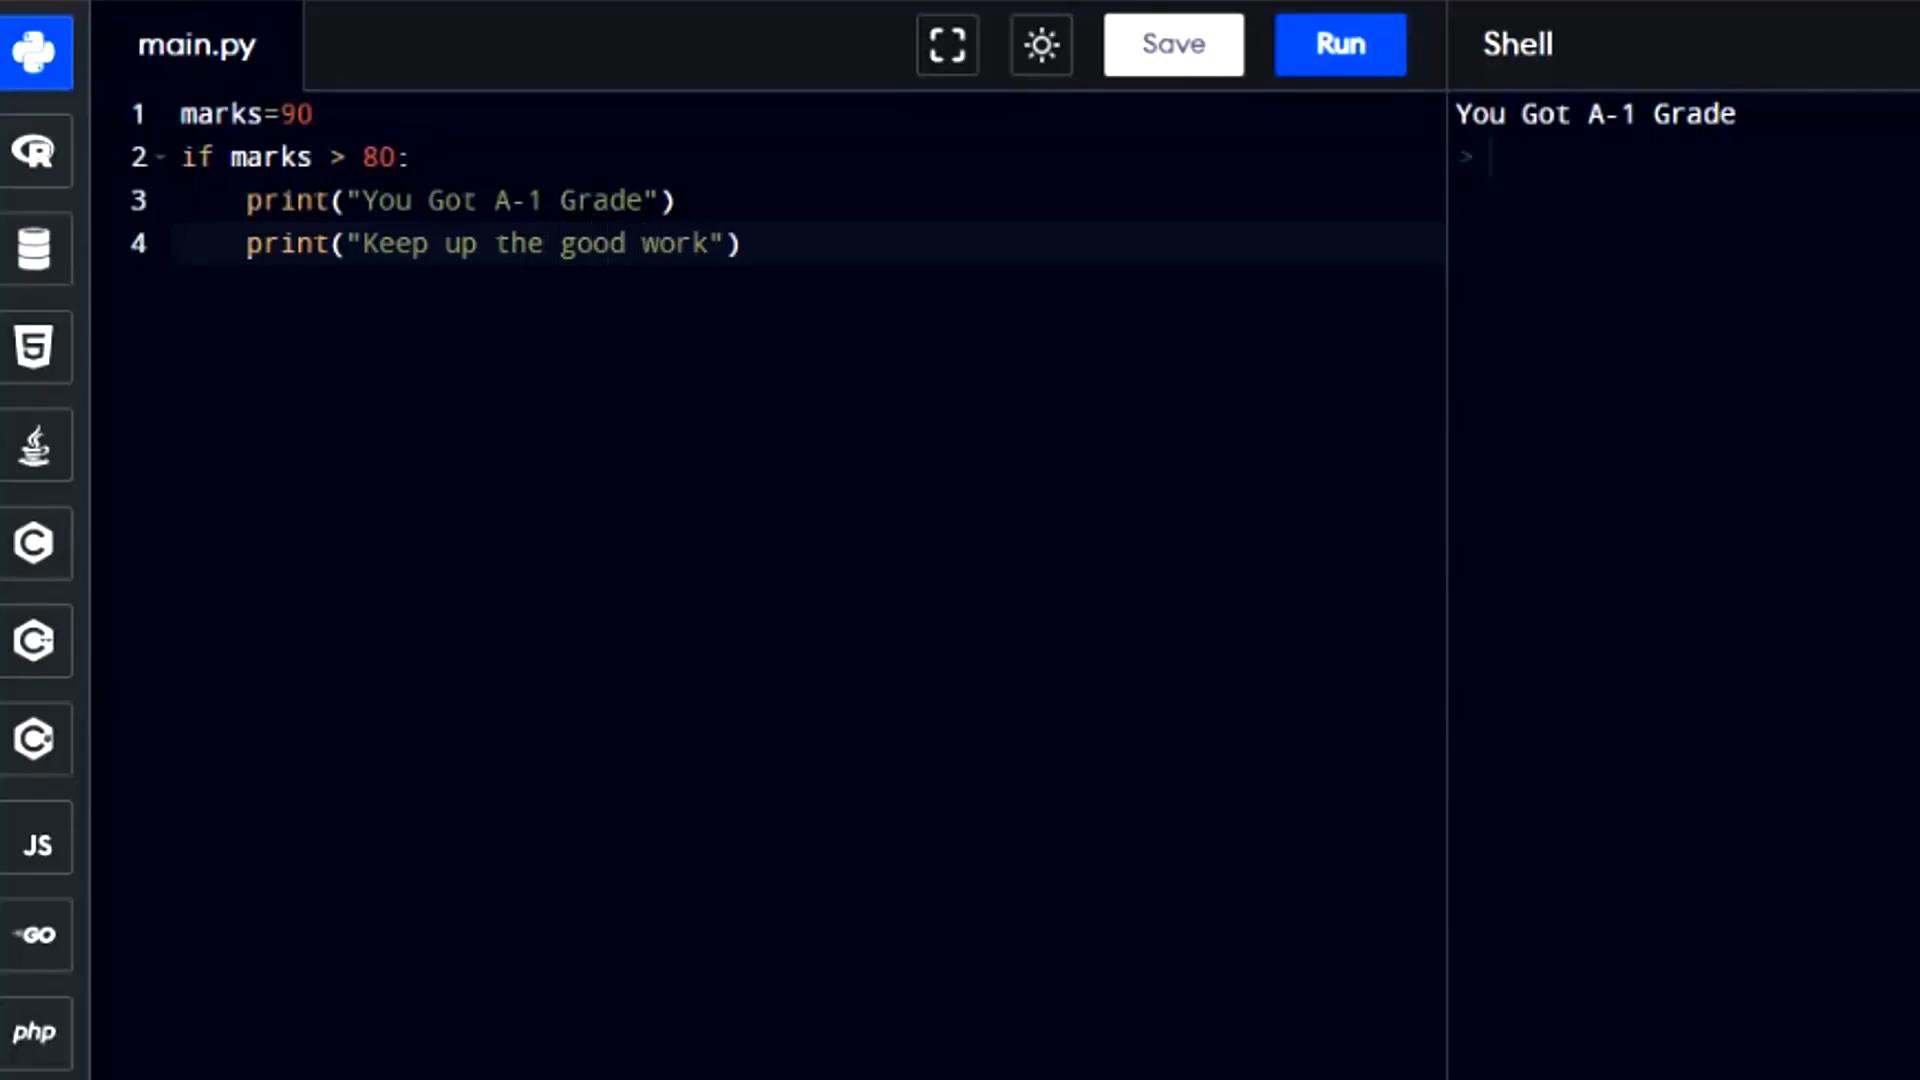 main.py
Save
Run
Shell
1 marks=90
2 if marks > 80:
3     print("You Got A-1 Grade")
4     print("Keep up the good work")
You Got A-1 Grade
>
R
5
C
C
C
JS
GO
php